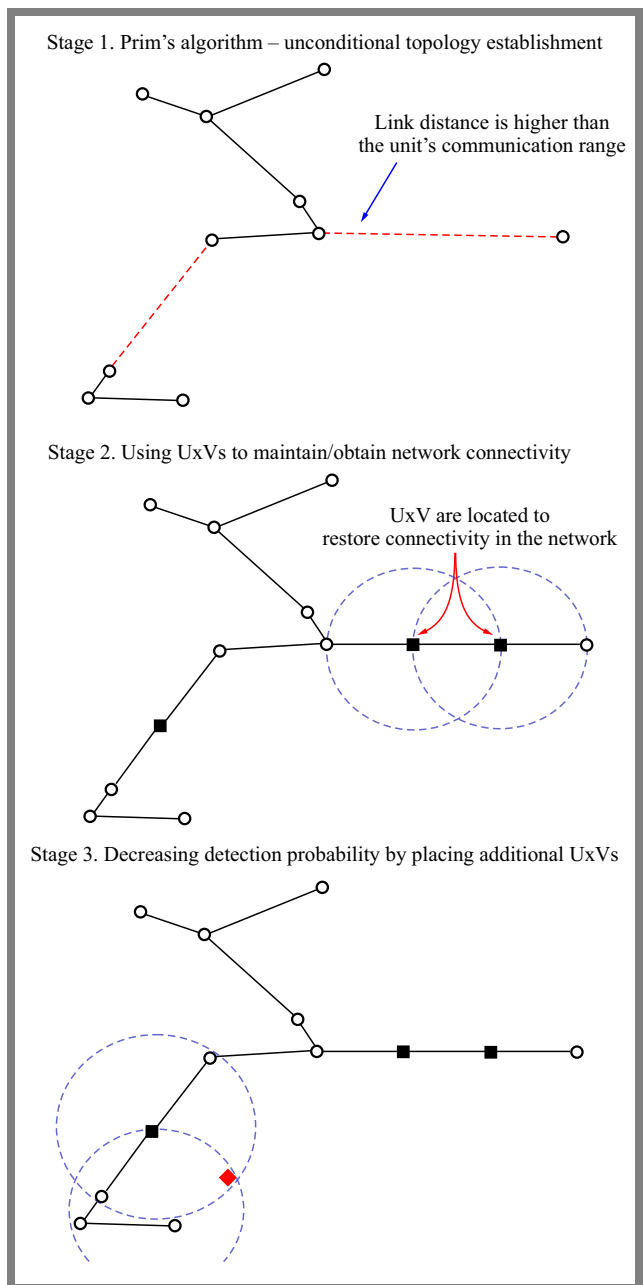 Stage 1. Prim's algorithm – unconditional topology establishment
Link distance is higher than
the unit's communication range
Stage 2. Using UxVs to maintain/obtain network connectivity
UxV are located to
restore connectivity in the network
Stage 3. Decreasing detection probability by placing additional UxVs